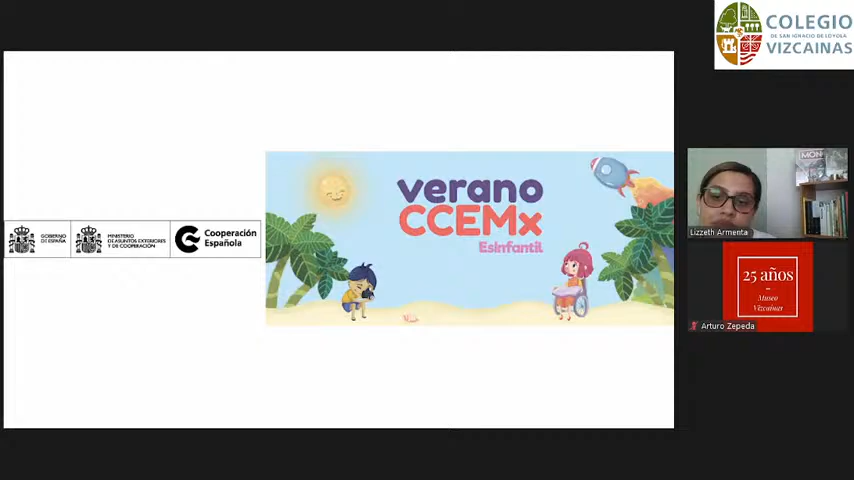 COLEGIO
DE SAN IGNACIO DE LOYOLA
VIZCAINAS
GOBIERNO
DE ESPAÑA
MINISTERIO
DE ASUNTOS EXTERIORES
Y DE COOPERACIÓN
Cooperación
Española
verano
CCEMx
Esinfantil
MON
Lizzeth Armenta
25 años
Museo
Vizcaínas
Arturo Zepeda